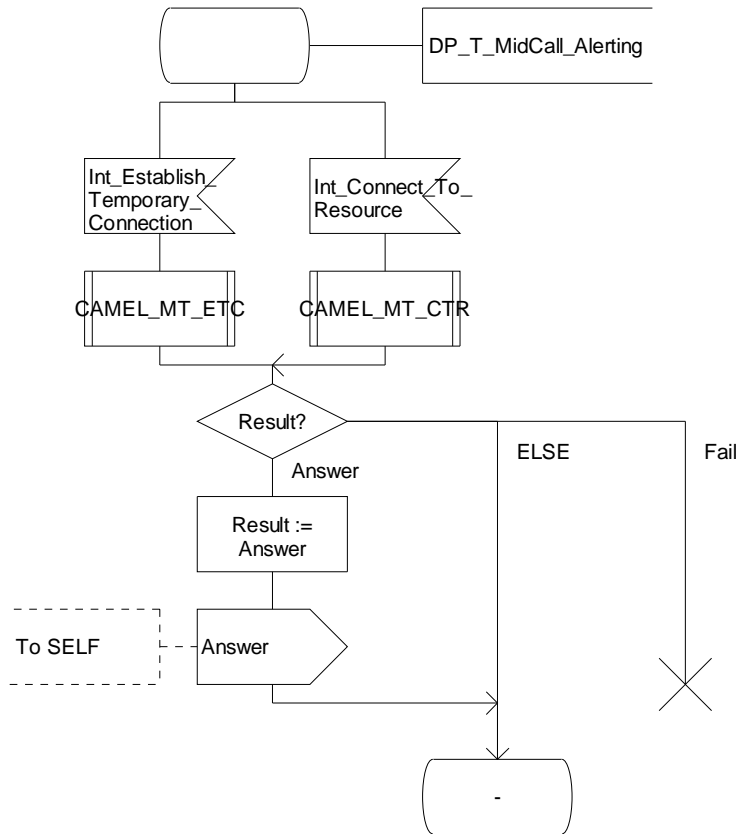 DP_T_MidCall_Alerting
Int_Establish_
Temporary_
Connection
Int_Connect_To_
Resource
CAMEL_MT_ETC
CAMEL_MT_CTR
Result?
ELSE
Fail
Answer
Result :=
Answer
To SELF
Answer
-